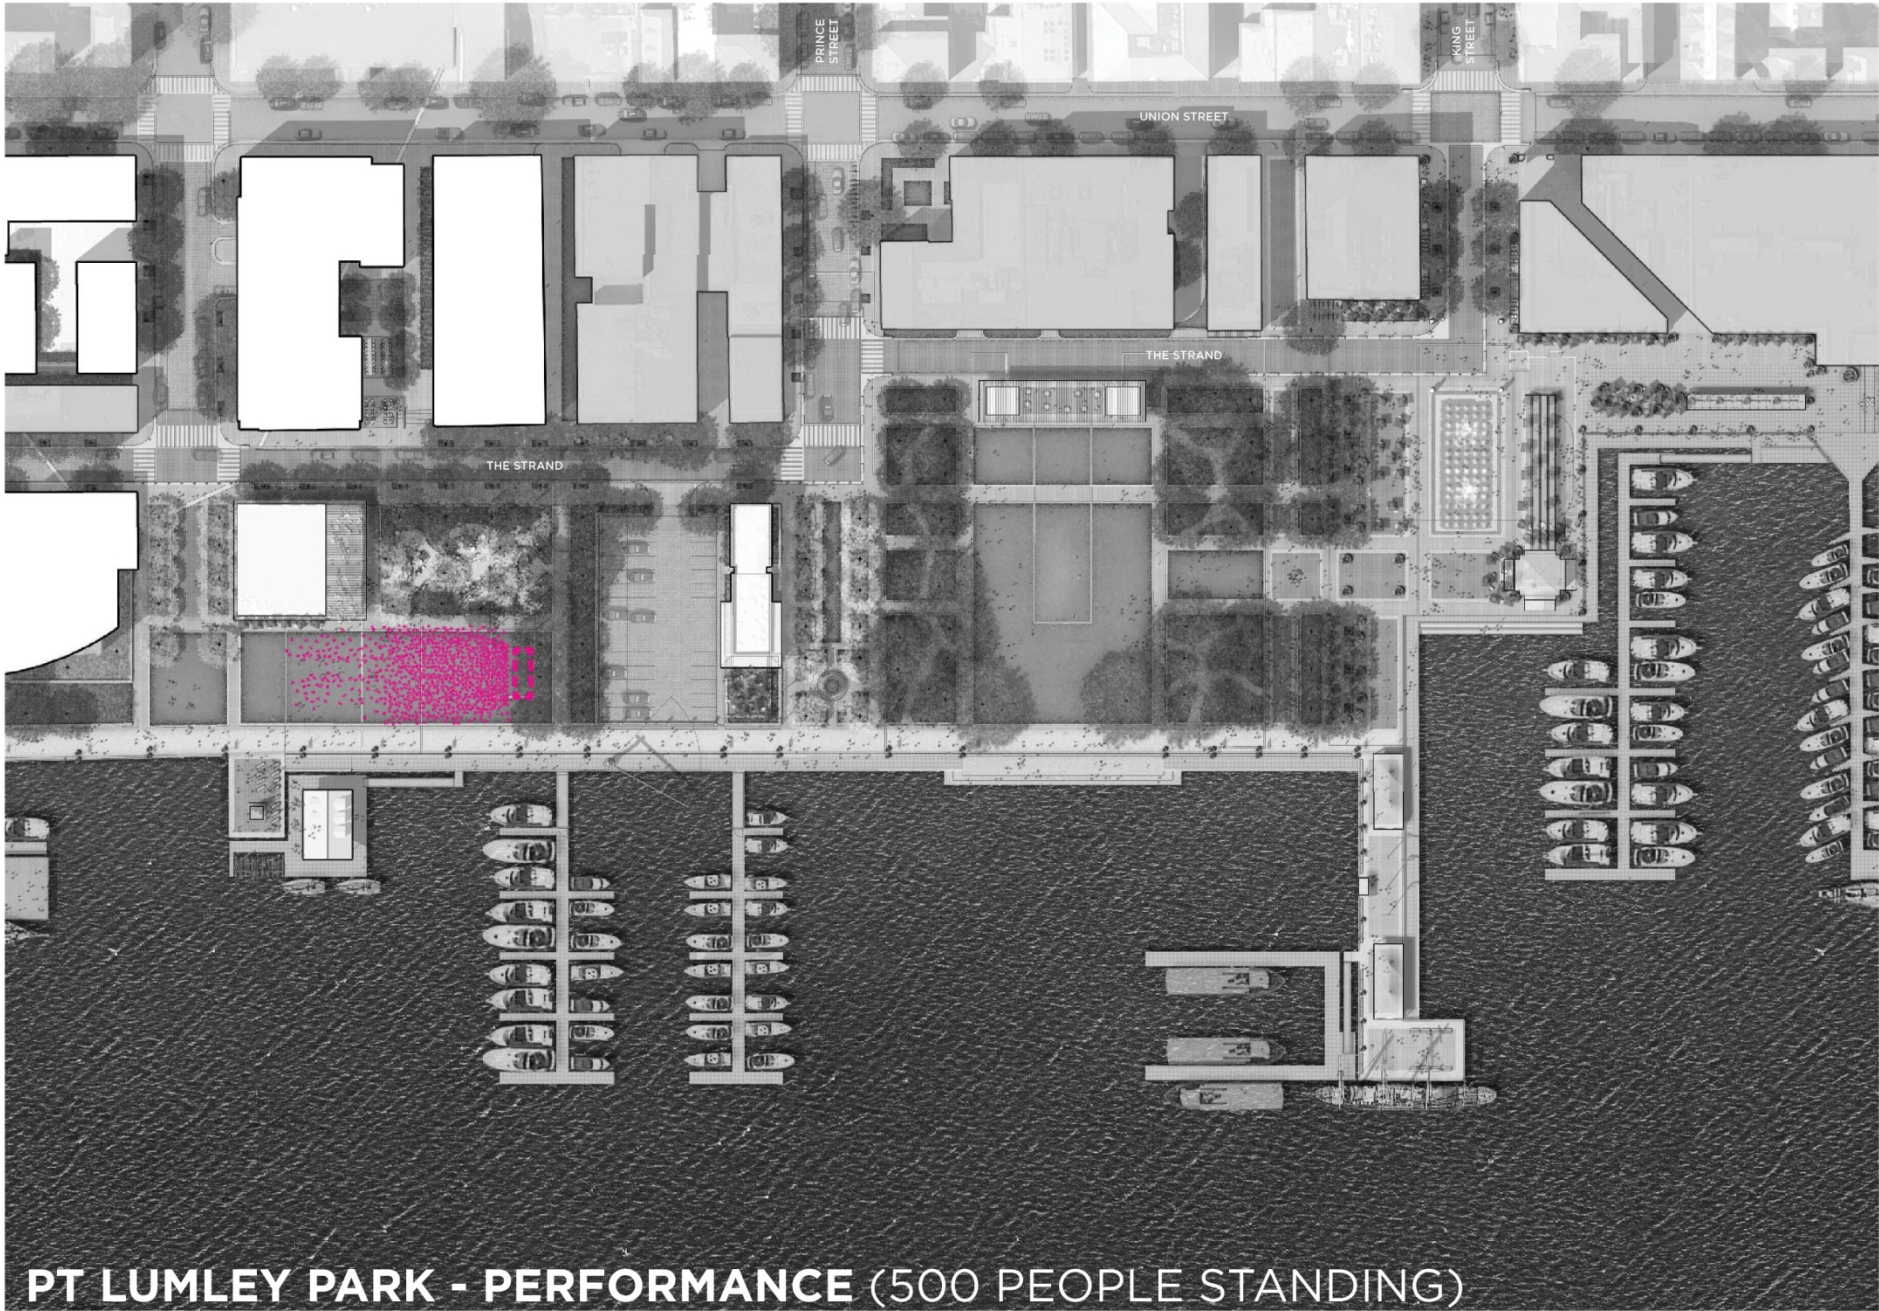 PRINCE
STREET
KING
STREET
UNION STREET
THE STRAND
THE STRAND
PT LUMLEY PARK - PERFORMANCE (500 PEOPLE STANDING)